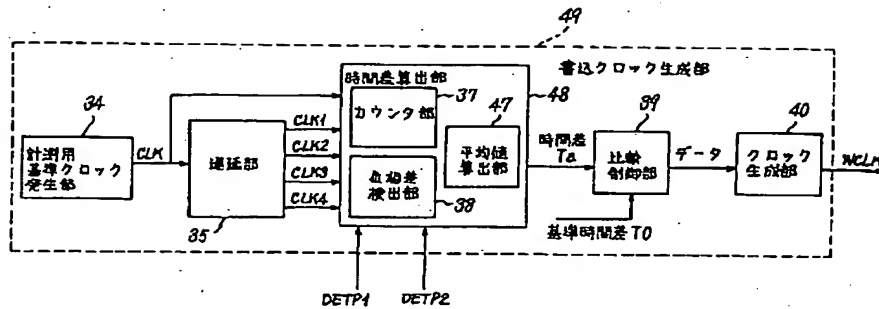 49
書込クロック生成部
34
計測用
基準クロック
発生部
CLK
遅延部
35
CLK1
CLK2
CLK3
CLK4
時間差算出部
37
カウンタ部
位相差
検出部
38
47
平均値
算出部
48
時間差
Ta
39
比較
制御部
基準時間差T0
データ
40
クロック
生成部
WCLK
DETP1
DETP2